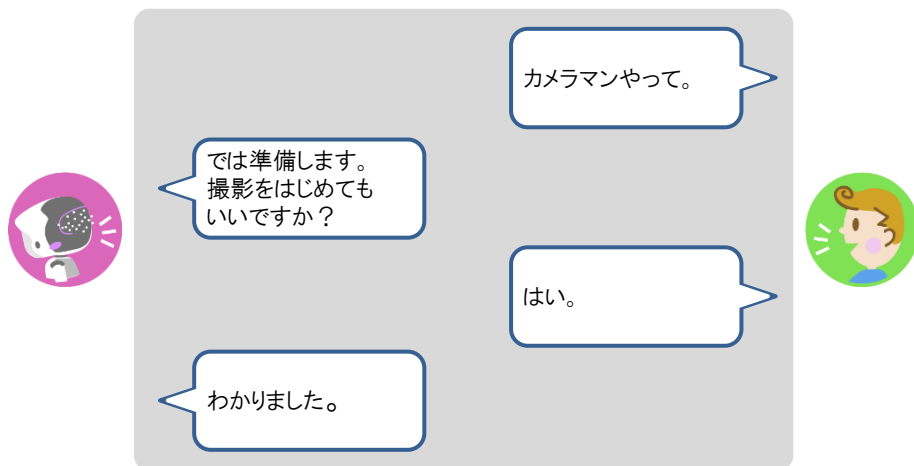 カメラマンやって。
では準備します。
撮影をはじめても
いいですか？
はい。
わかりました。